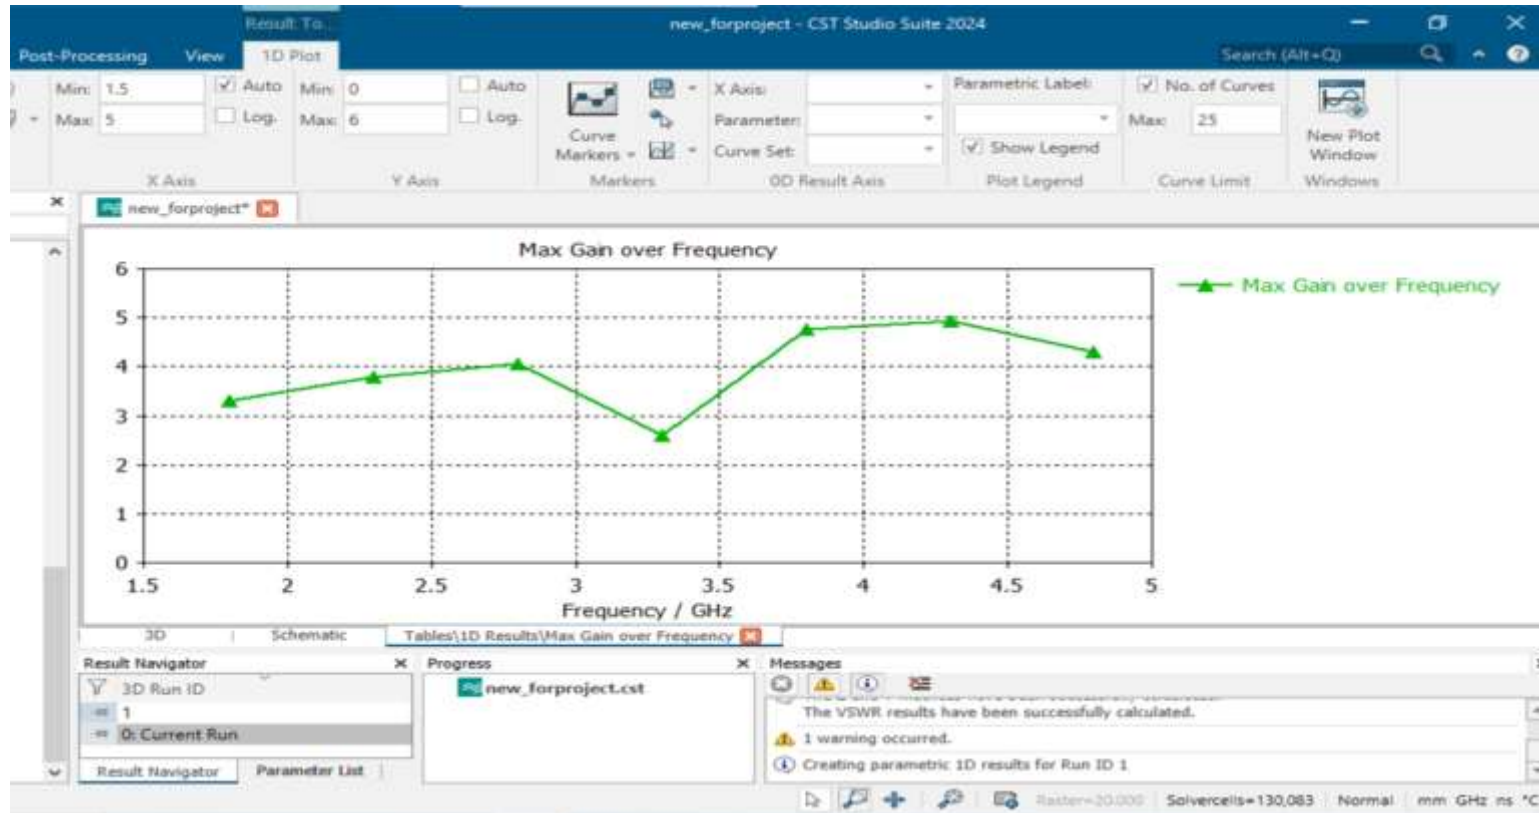 Result To...
new_forproject - CST Studio Suite 2024
Post-Processing View 1D Plot Search (Alt+Q)
Min: 1.5 Auto Min: 0 Auto X Axis: Parametric Label: No. of Curves
Max: 5 Log. Max: 6 Log. Curve Markers Parameter: Max: 25 New Plot Window
Curve Set: Show Legend
X Axis Y Axis Markers 0D Result Axis Plot Legend Curve Limit Windows
new_forproject*
Max Gain over Frequency
6
5
4
3
2
1
0
1.5 2 2.5 3 3.5 4 4.5 5
Frequency / GHz
Max Gain over Frequency
3D Schematic Tables\1D Results\Max Gain over Frequency
Result Navigator Progress Messages
3D Run ID
1
0: Current Run
Result Navigator Parameter List
new_forproject.cst
The VSWR results have been successfully calculated.
1 warning occurred.
Creating parametric 1D results for Run ID 1
Raster=20.000 Solvercells=130,083 Normal mm GHz ns °C